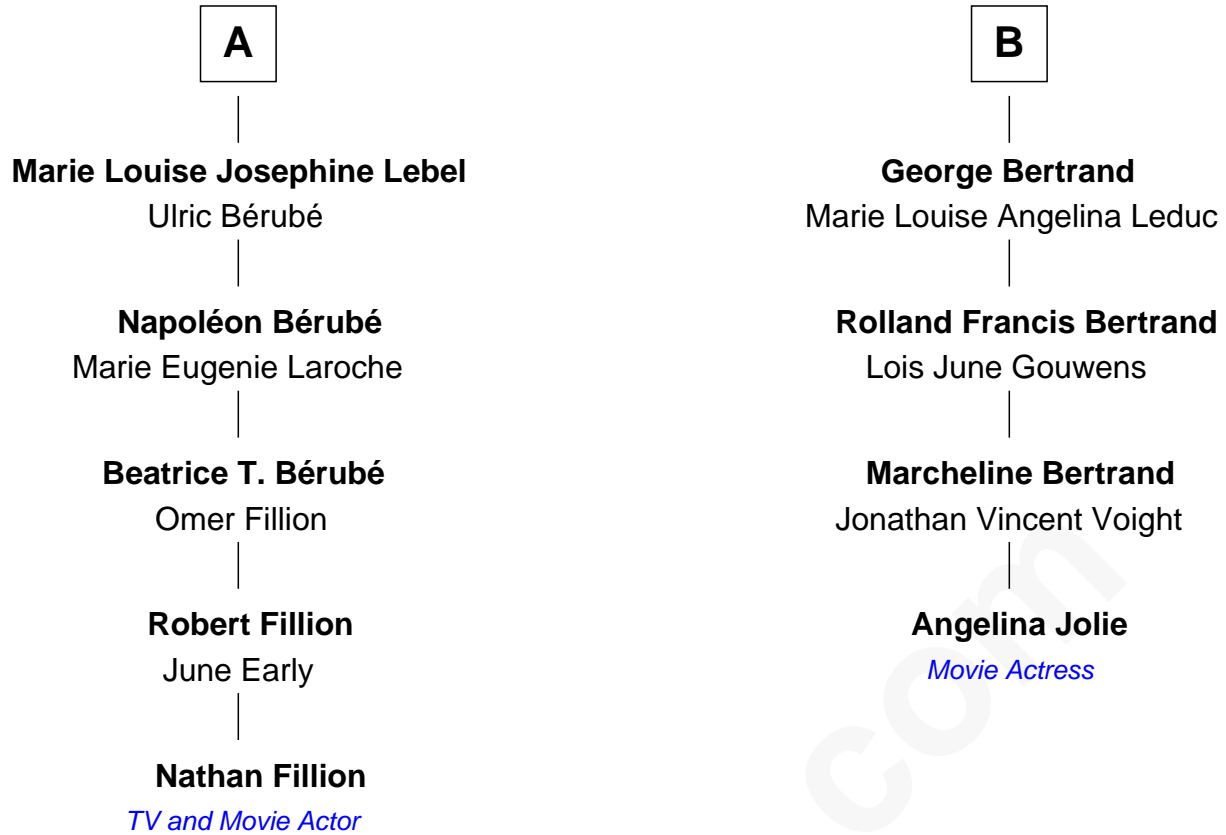 A
Marie Louise Josephine Lebel
Ulric Bérubé
Napoléon Bérubé
Marie Eugenie Laroche
Beatrice T. Bérubé
Omer Fillion
Robert Fillion
June Early
Nathan Fillion
TV and Movie Actor
B
George Bertrand
Marie Louise Angelina Leduc
Rolland Francis Bertrand
Lois June Gouwens
Marcheline Bertrand
Jonathan Vincent Voight
Angelina Jolie
Movie Actress
com